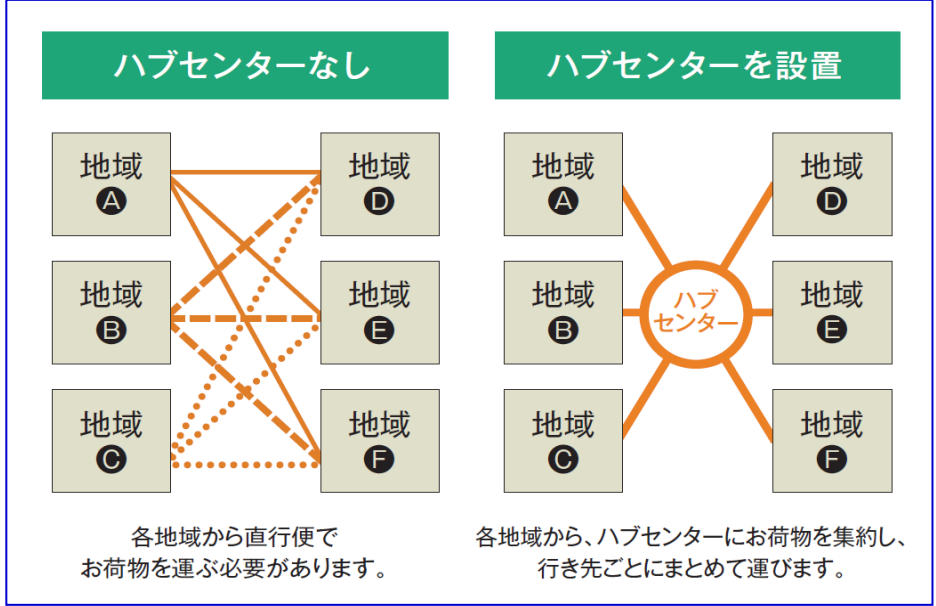 ハブセンターなし
地域
A
地域
B
地域
C
地域
D
地域
E
地域
F
各地域から直行便で
お荷物を運ぶ必要があります。
ハブセンターを設置
地域
A
地域
B
地域
C
ハブ
センター
地域
D
地域
E
地域
F
各地域から、ハブセンターにお荷物を集約し、
行き先ごとにまとめて運びます。